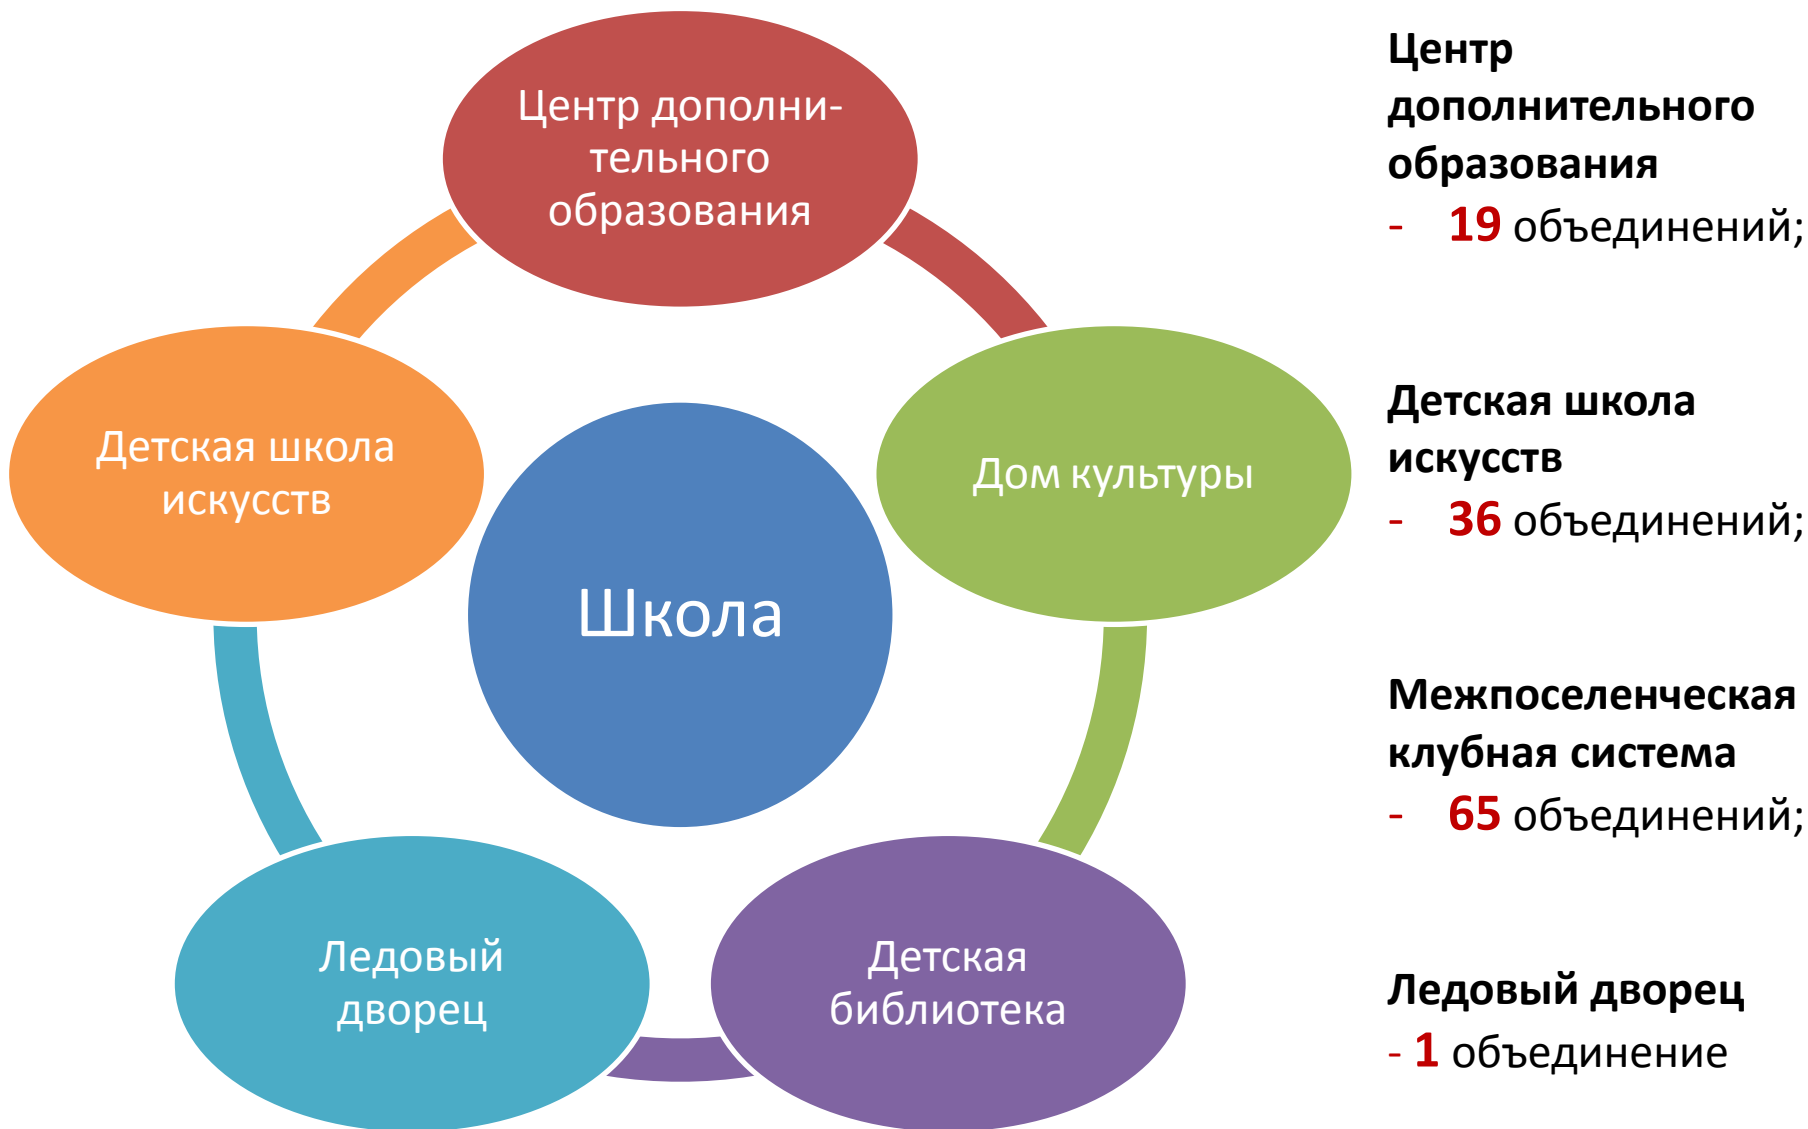 Центр дополни-
тельного
образования
Детская школа
искусств
Дом культуры
Школа
Ледовый
дворец
Детская
библиотека
Центр
дополнительного
образования
- 19 объединений;
Детская школа
искусств
- 36 объединений;
Межпоселенческая
клубная система
- 65 объединений;
Ледовый дворец
- 1 объединение